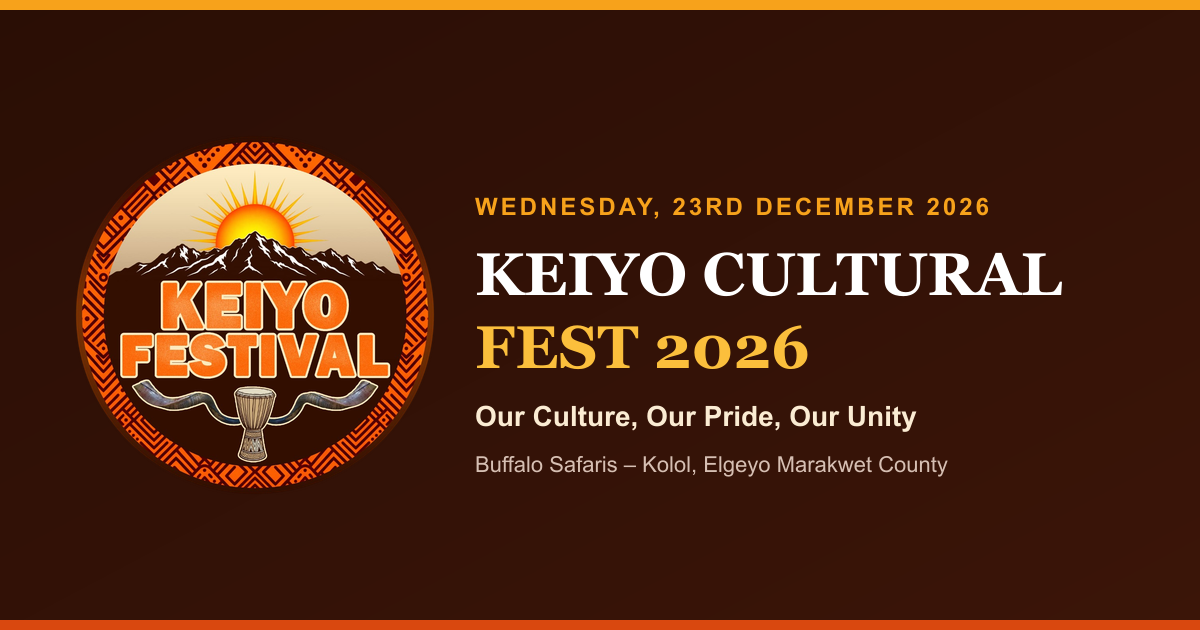 KEIYO
FESTIVAL
WEDNESDAY, 23RD DECEMBER 2026
KEIYO CULTURAL
FEST 2026
Our Culture, Our Pride, Our Unity
Buffalo Safaris – Kolol, Elgeyo Marakwet County